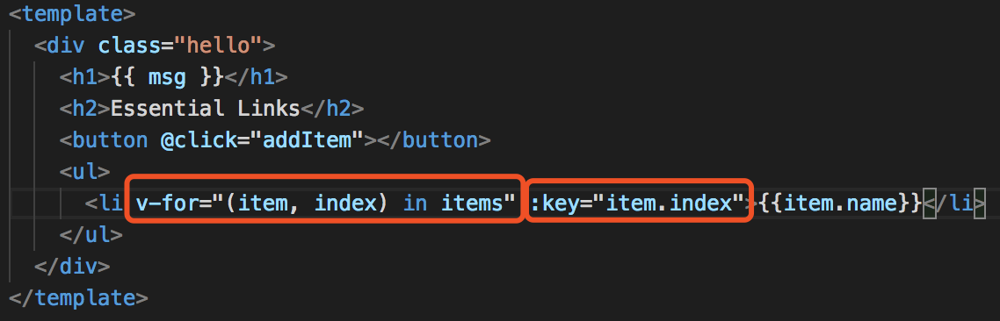 <template>
<div class="hello">
<h1>{{ msg }}</h1>
<h2>Essential Links</h2>
<button @click="addItem"></button>
<ul>
<li v-for="(item, index) in items" :key="item.index">{{item.name}}</li>
</ul>
</div>
</template>